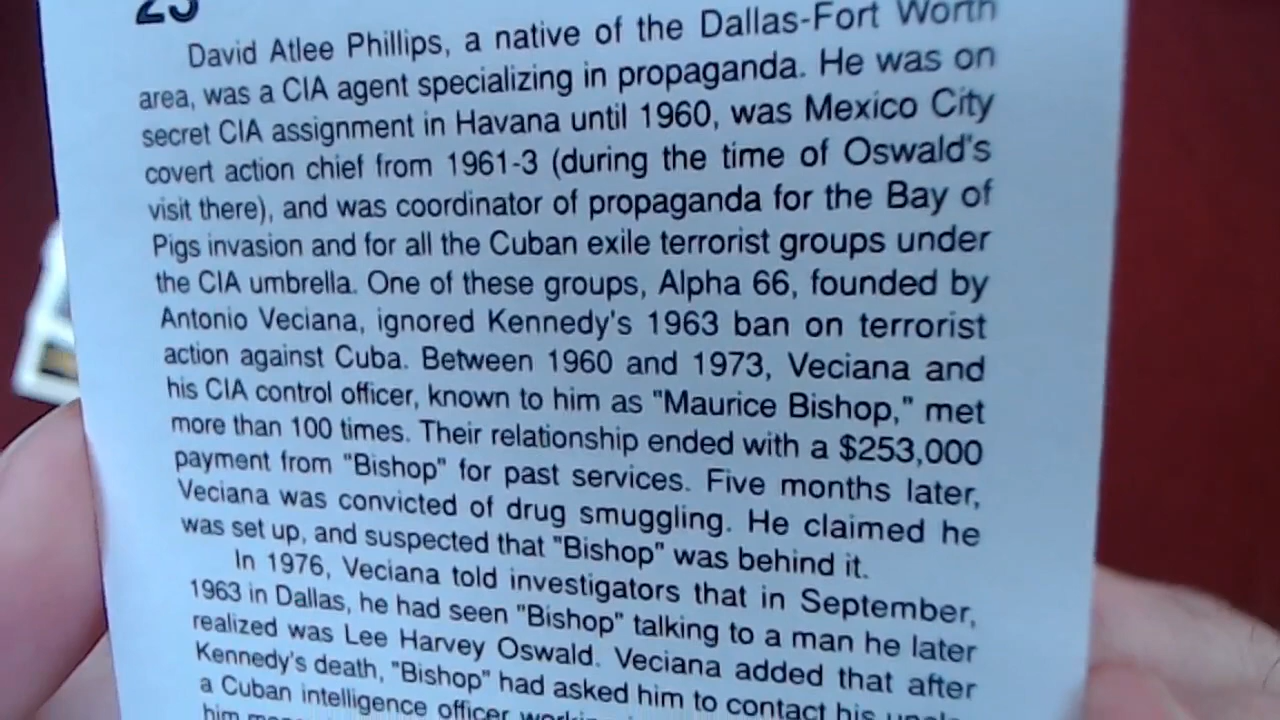 David Atlee Phillips, a native of the Dallas-Fort Worth
area, was a CIA agent specializing in propaganda. He was on
secret CIA assignment in Havana until 1960, was Mexico City
covert action chief from 1961-3 (during the time of Oswald's
visit there), and was coordinator of propaganda for the Bay of
Pigs invasion and for all the Cuban exile terrorist groups under
the CIA umbrella. One of these groups, Alpha 66, founded by
Antonio Veciana, ignored Kennedy's 1963 ban on terrorist
action against Cuba. Between 1960 and 1973, Veciana and
his CIA control officer, known to him as "Maurice Bishop," met
more than 100 times. Their relationship ended with a $253,000
payment from "Bishop" for past services. Five months later,
Veciana was convicted of drug smuggling. He claimed he
was set up, and suspected that "Bishop" was behind it.
In 1976, Veciana told investigators that in September,
1963 in Dallas, he had seen "Bishop" talking to a man he later
realized was Lee Harvey Oswald. Veciana added that after
Kennedy's death, "Bishop" had asked him to contact his
a Cuban intelligence officer
him